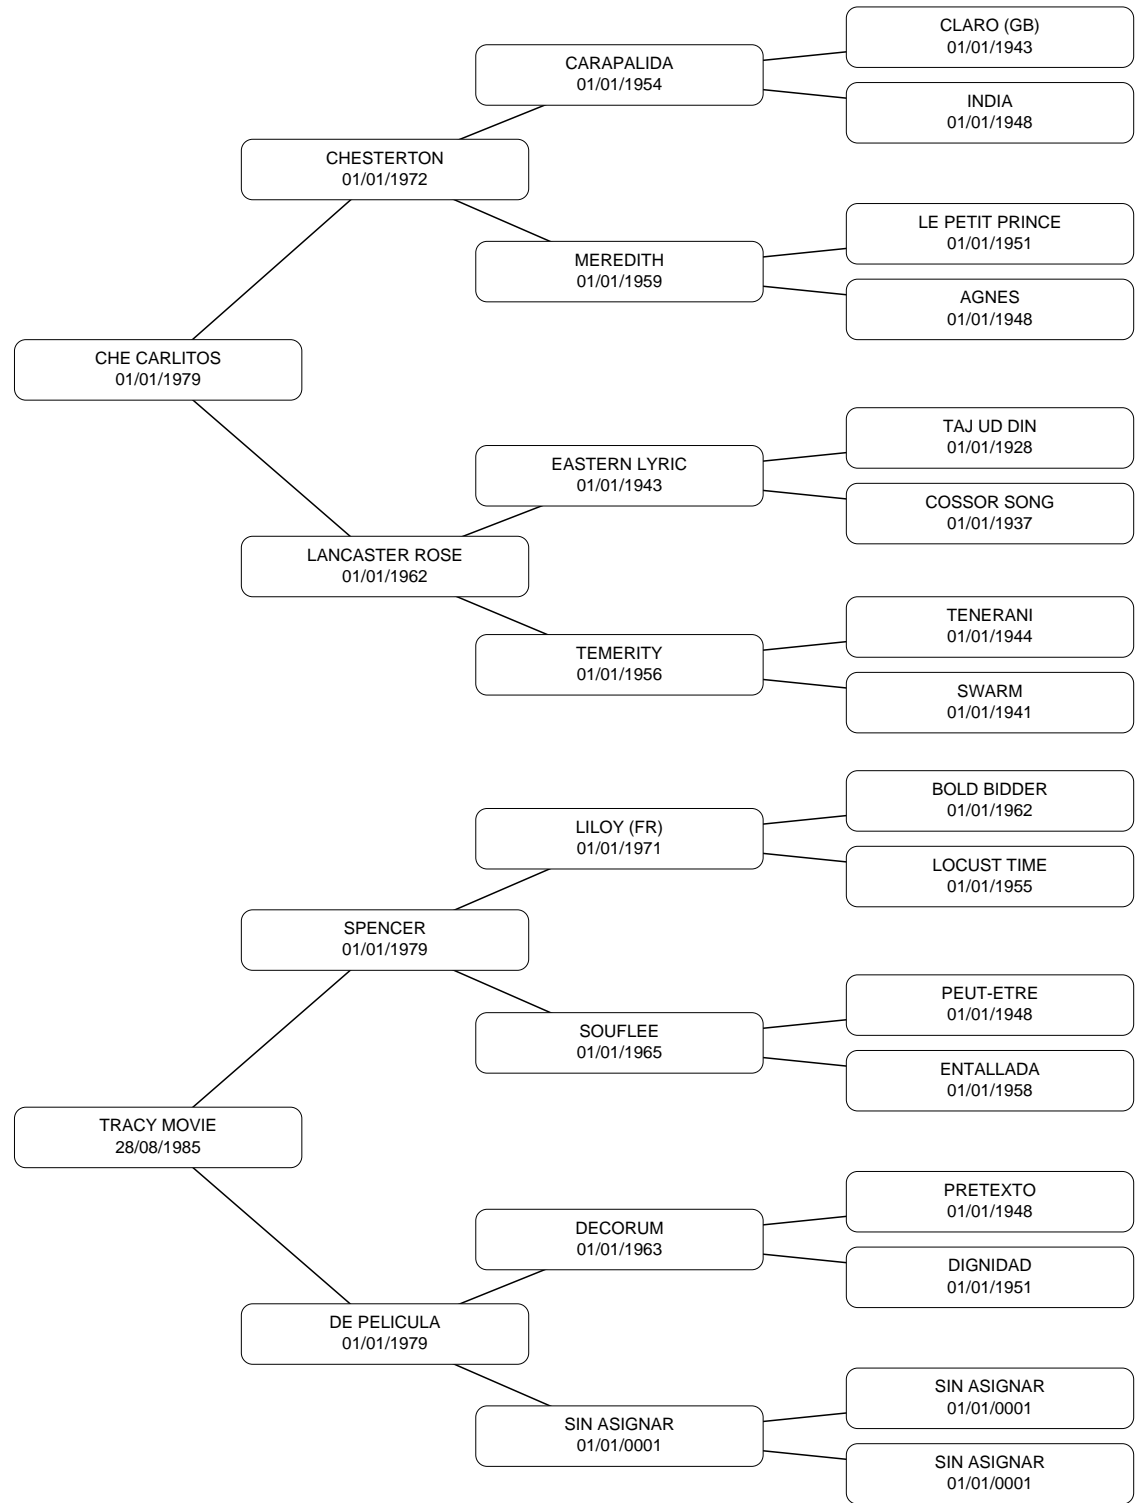 CLARO (GB)
01/01/1943
CARAPALIDA
01/01/1954
INDIA
01/01/1948
CHESTERTON
01/01/1972
LE PETIT PRINCE
01/01/1951
MEREDITH
01/01/1959
AGNES
01/01/1948
CHE CARLITOS
01/01/1979
TAJ UD DIN
01/01/1928
EASTERN LYRIC
01/01/1943
COSSOR SONG
01/01/1937
LANCASTER ROSE
01/01/1962
TENERANI
01/01/1944
TEMERITY
01/01/1956
SWARM
01/01/1941
BOLD BIDDER
01/01/1962
LILOY (FR)
01/01/1971
LOCUST TIME
01/01/1955
SPENCER
01/01/1979
PEUT-ETRE
01/01/1948
SOUFLEE
01/01/1965
ENTALLADA
01/01/1958
TRACY MOVIE
28/08/1985
PRETEXTO
01/01/1948
DECORUM
01/01/1963
DIGNIDAD
01/01/1951
DE PELICULA
01/01/1979
SIN ASIGNAR
01/01/0001
SIN ASIGNAR
01/01/0001
SIN ASIGNAR
01/01/0001